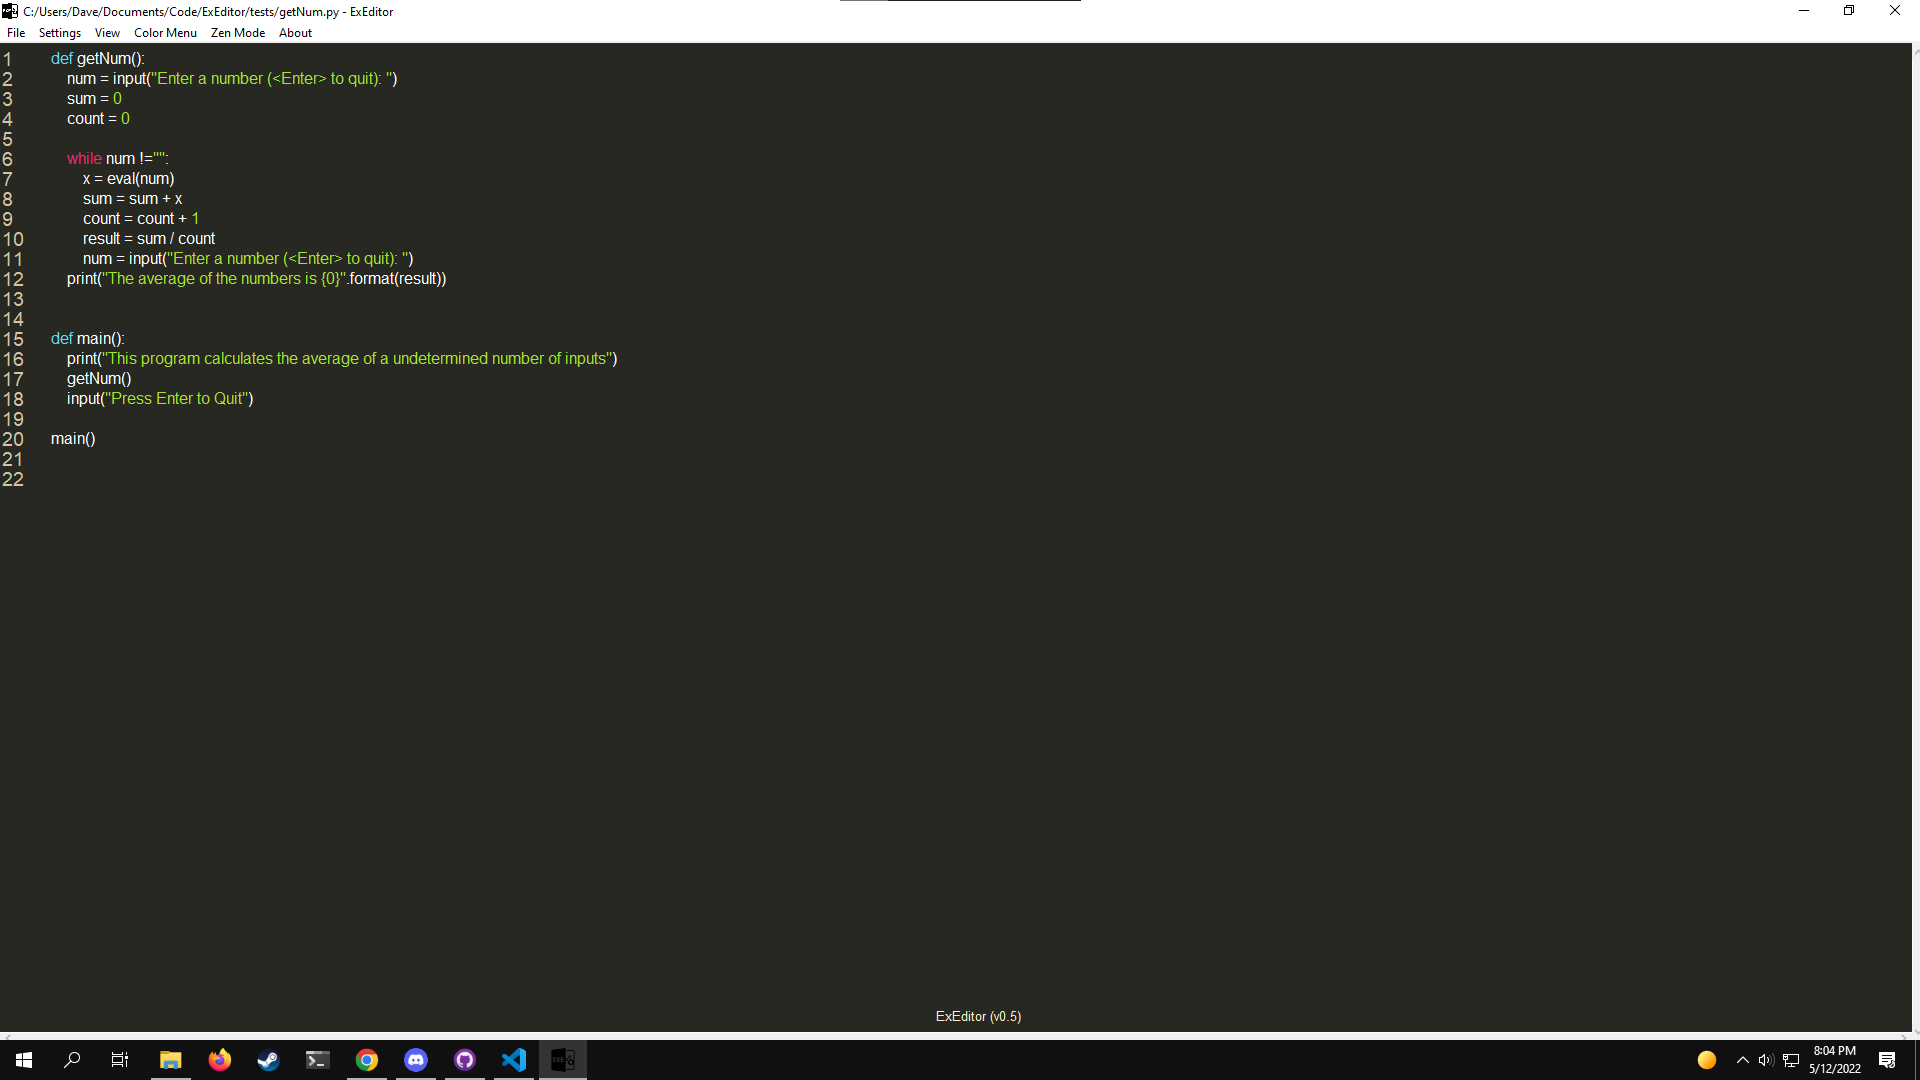 C:/Users/Dave/Documents/Code/ExEditor/tests/getNum.py - ExEditor
File Settings View Color Menu Zen Mode About
1 def getNum():
2 num = input("Enter a number (<Enter> to quit): ")
3 sum = 0
4 count = 0
5
6 while num !="":
7 x = eval(num)
8 sum = sum + x
9 count = count + 1
10 result = sum / count
11 num = input("Enter a number (<Enter> to quit): ")
12 print("The average of the numbers is {0}".format(result))
13
14
15 def main():
16 print("This program calculates the average of a undetermined number of inputs")
17 getNum()
18 input("Press Enter to Quit")
19
20 main()
21
22
ExEditor (v0.5)
8:04 PM
5/12/2022